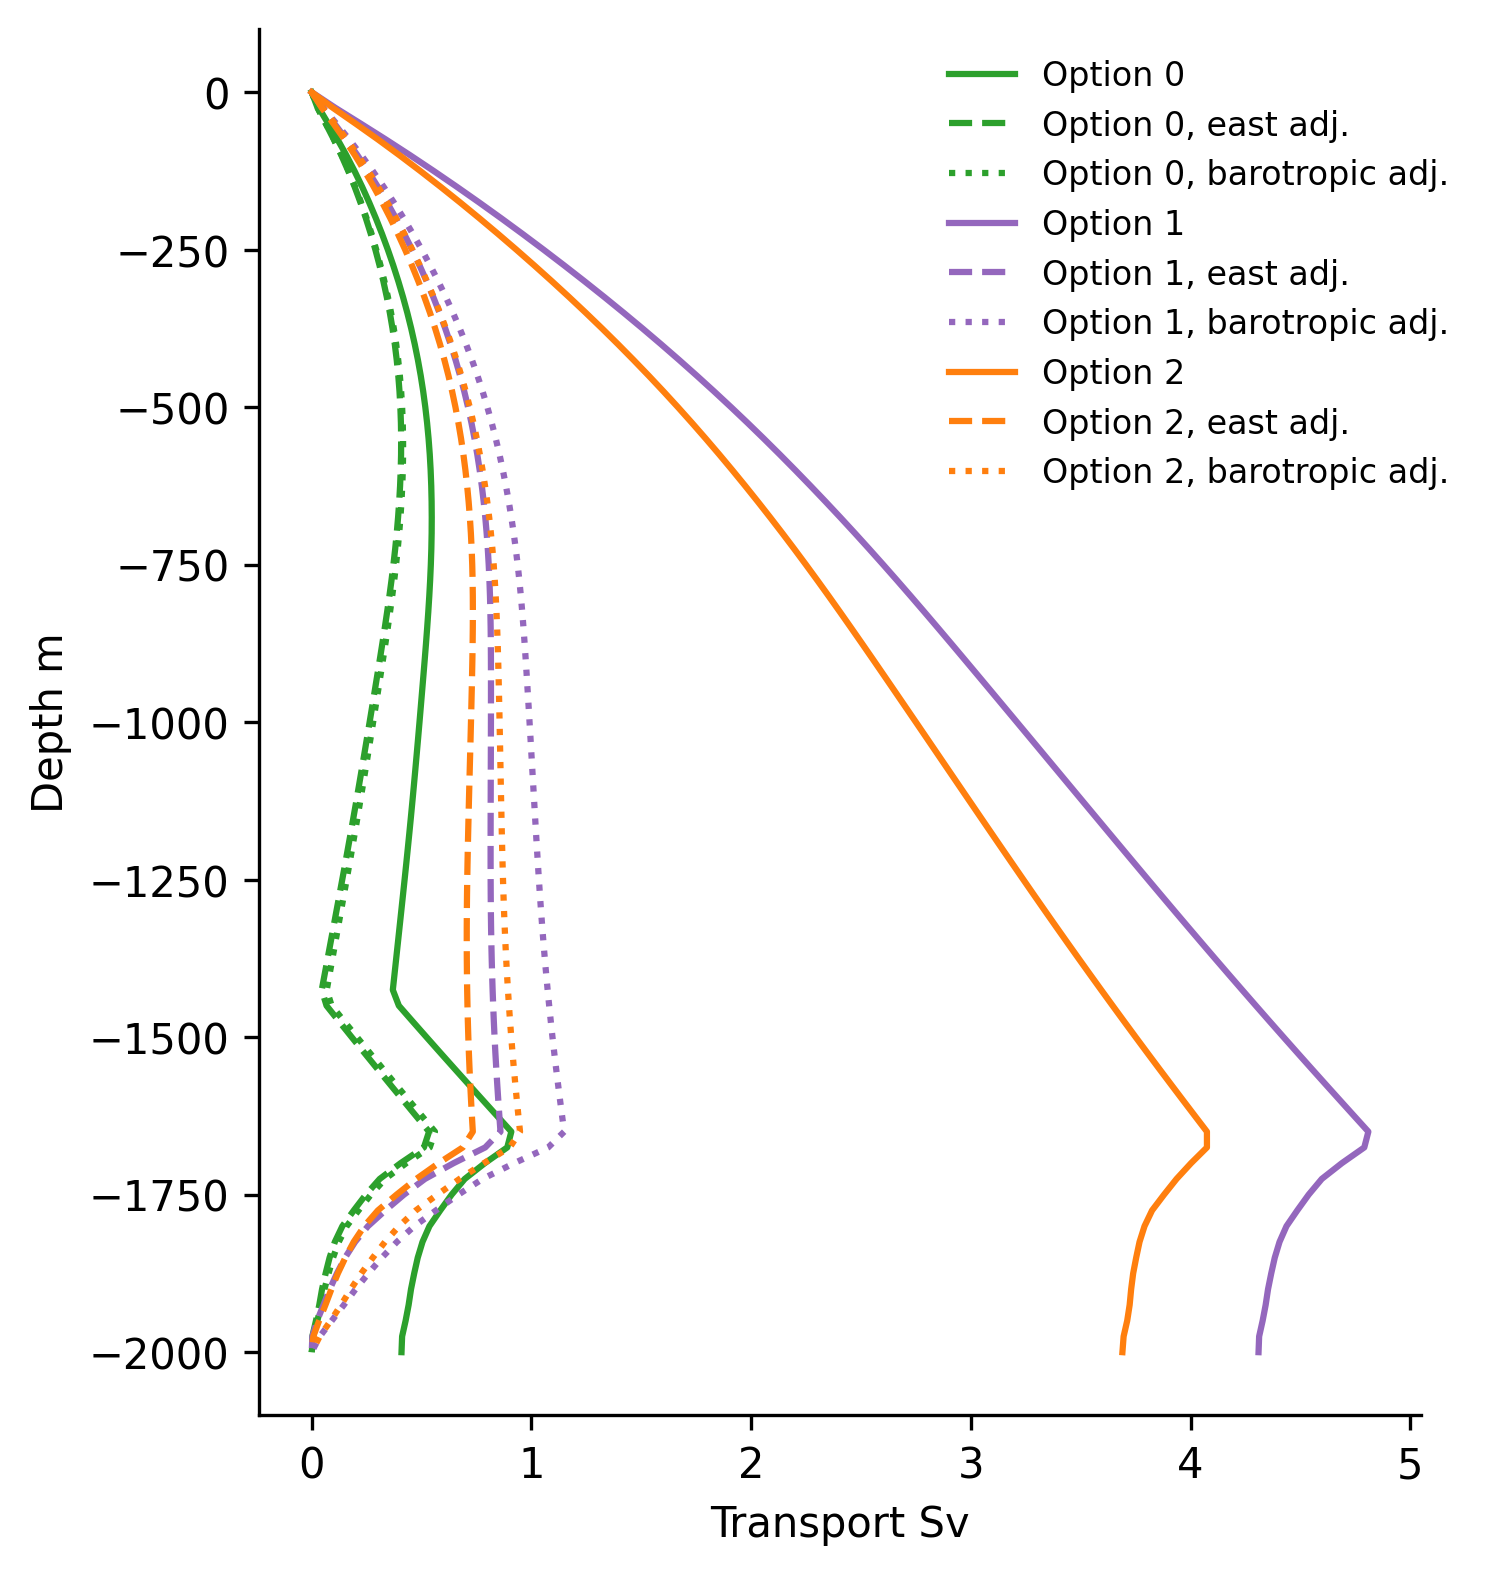 Option 0
Option 0, east adj.
Option 0, barotropic adj.
Option 1
Option 1, east adj.
Option 1, barotropic adj.
Option 2
Option 2, east adj.
Option 2, barotropic adj.
Depth m
0
−250
−500
−750
−1000
−1250
−1500
−1750
−2000
0 1 2 3 4 5
Transport Sv